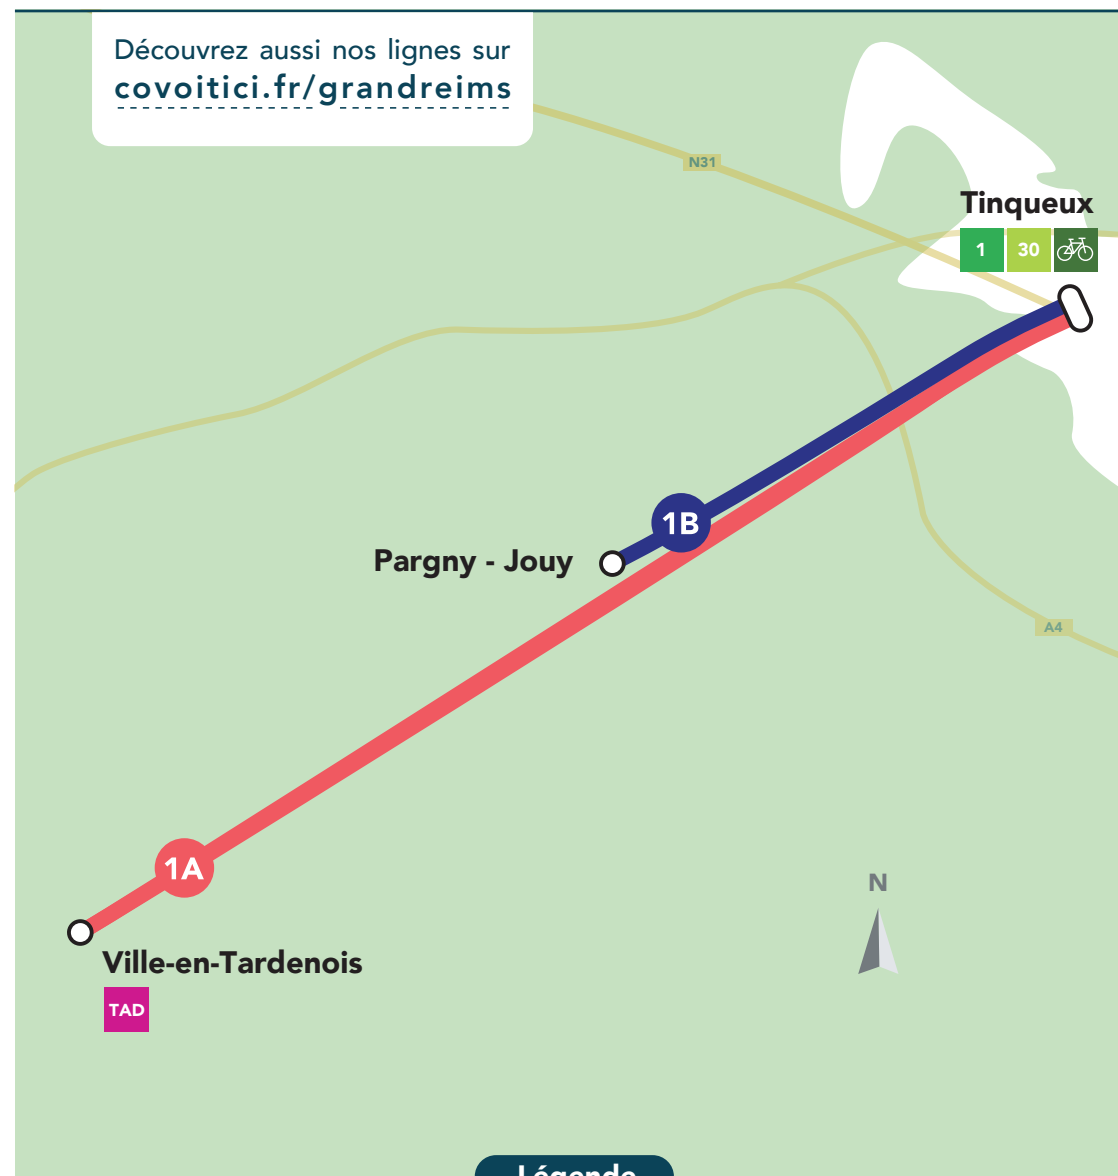 Découvrez aussi nos lignes sur
covoitici.fr/grandreims
N31
Tinqueux
1 30
1B
Pargny - Jouy
A4
1A
N
Ville-en-Tardenois
TAD
Légende